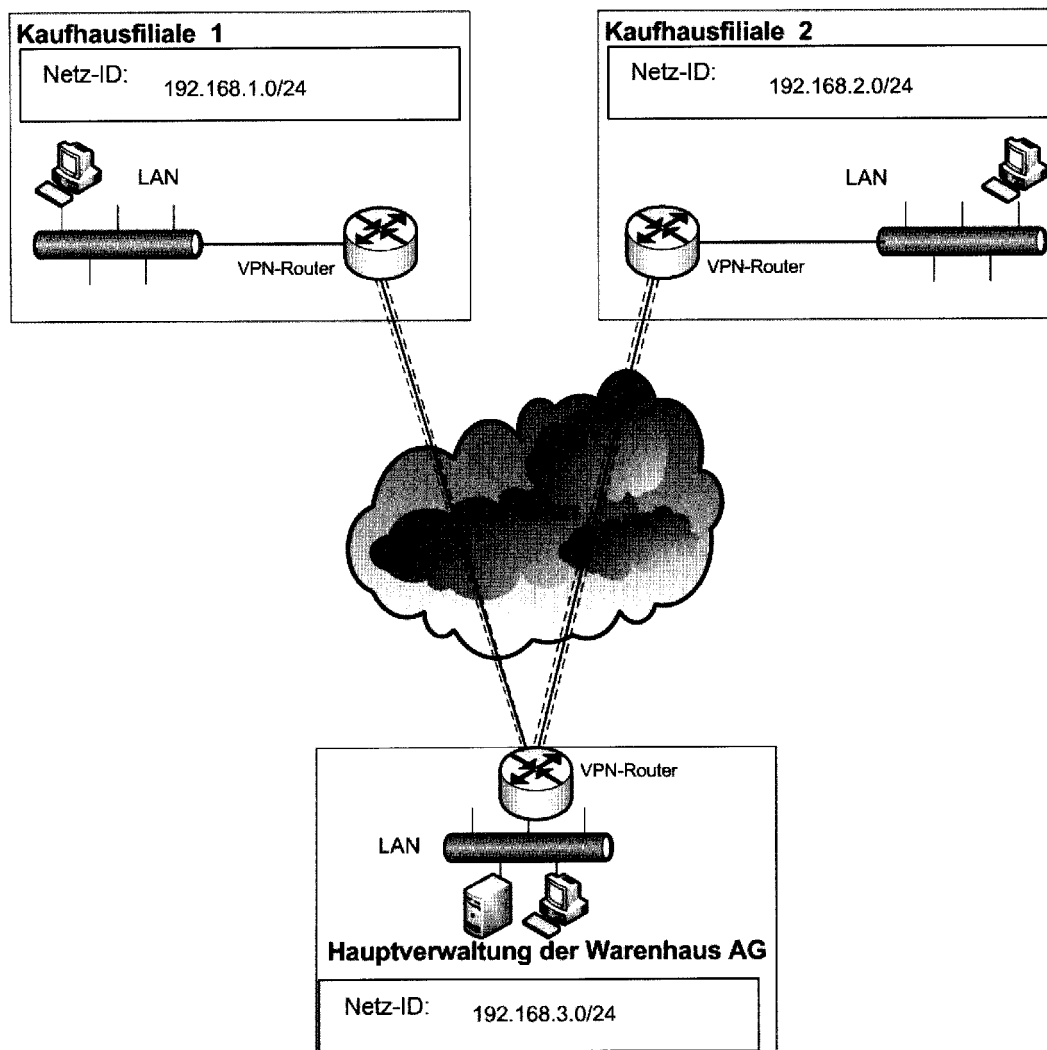 Kaufhausfiliale 1
Netz-ID: 192.168.1.0/24
LAN
VPN-Router
Kaufhausfiliale 2
Netz-ID: 192.168.2.0/24
LAN
VPN-Router
VPN-Router
LAN
Hauptverwaltung der Warenhaus AG
Netz-ID: 192.168.3.0/24